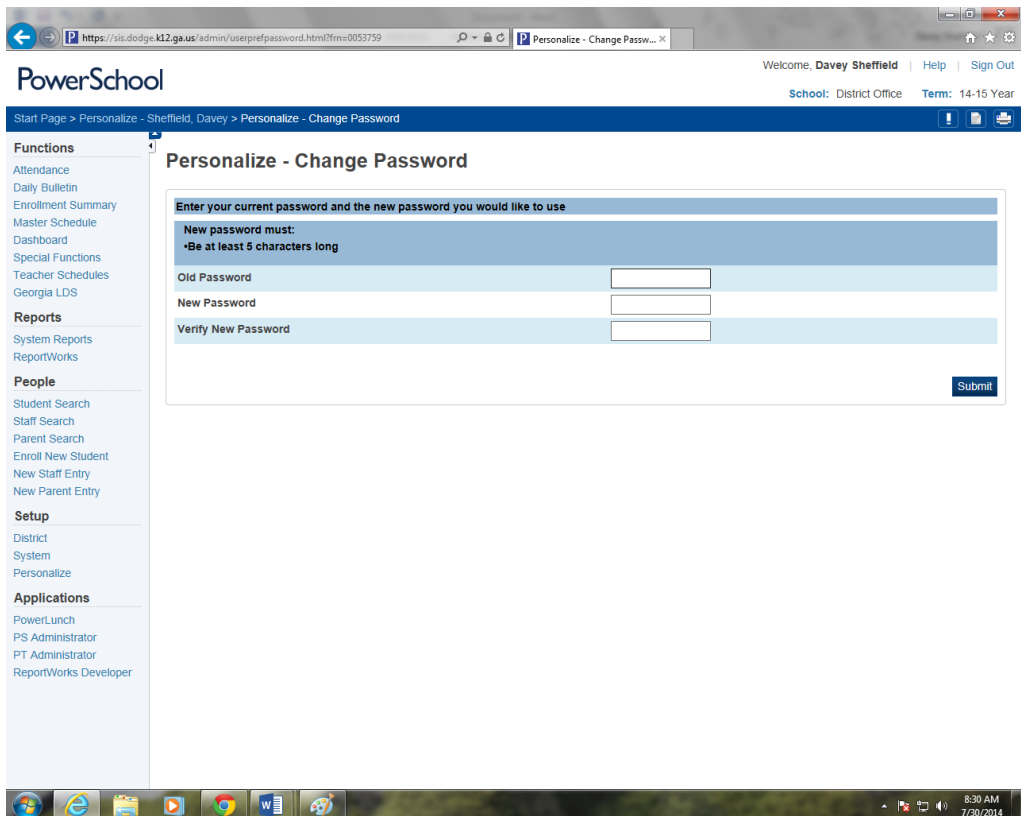 https://sis.dodge.k12.ga.us/admin/userprefpassword.html?frn=0053759
Personalize - Change Passw...
PowerSchool
Welcome, Davey Sheffield | Help | Sign Out
School: District Office Term: 14-15 Year
Start Page > Personalize - Sheffield, Davey > Personalize - Change Password
Functions
Attendance
Daily Bulletin
Enrollment Summary
Master Schedule
Dashboard
Special Functions
Teacher Schedules
Georgia LDS
Reports
System Reports
ReportWorks
People
Student Search
Staff Search
Parent Search
Enroll New Student
New Staff Entry
New Parent Entry
Setup
District
System
Personalize
Applications
PowerLunch
PS Administrator
PT Administrator
ReportWorks Developer
Personalize - Change Password
Enter your current password and the new password you would like to use
New password must:
•Be at least 5 characters long
Old Password
New Password
Verify New Password
Submit
8:30 AM
7/30/2014